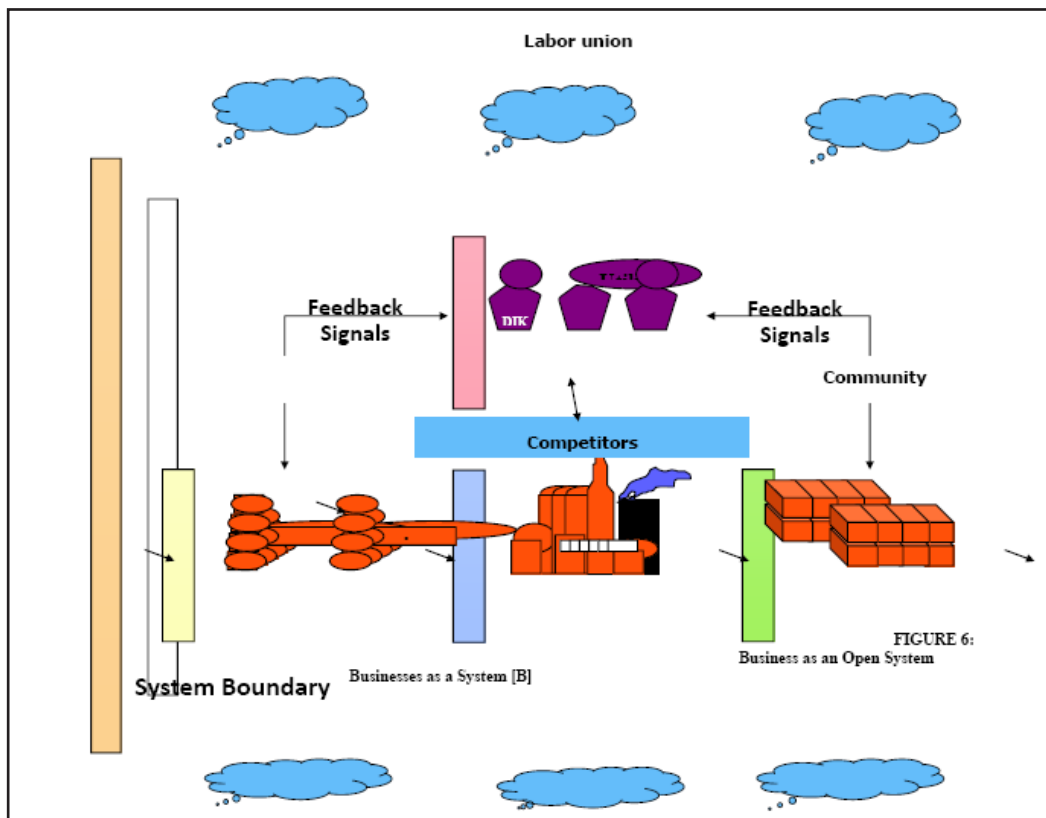 Labor union
Feedback
Signals
DIK
Feedback
Signals
Community
Competitors
FIGURE 6:
Business as an Open System
Businesses as a System [B]
System Boundary